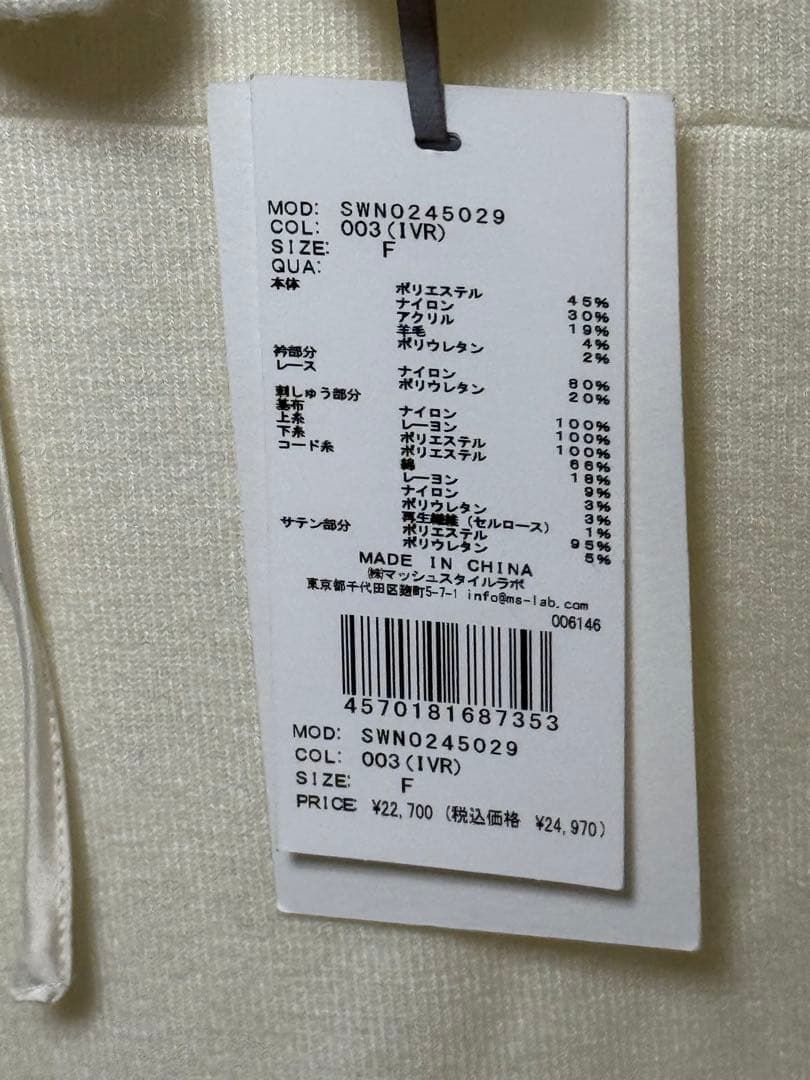 MOD: SWN0245029
COL: 003(IVR)
SIZE: F
QUA:
本体 ポリエステル 45%
ナイロン 30%
アクリル 19%
羊毛 4%
ポリウレタン 2%
衿部分
レース ナイロン 80%
ポリウレタン 20%
刺しゅう部分
基布 ナイロン 100%
上糸 レーヨン 100%
下糸 ポリエステル 100%
コード糸 ポリエステル 66%
綿 18%
レーヨン 9%
ナイロン 3%
ポリウレタン 3%
再生繊維(セルロース) 1%
サテン部分 ポリエステル 95%
ポリウレタン 5%
MADE IN CHINA
㈱マッシュスタイルラボ
東京都千代田区麹町5-7-1 info@ms-lab.com
006146
4570181687353
MOD: SWN0245029
COL: 003(IVR)
SIZE: F
PRICE: ¥22,700 (税込価格 ¥24,970)